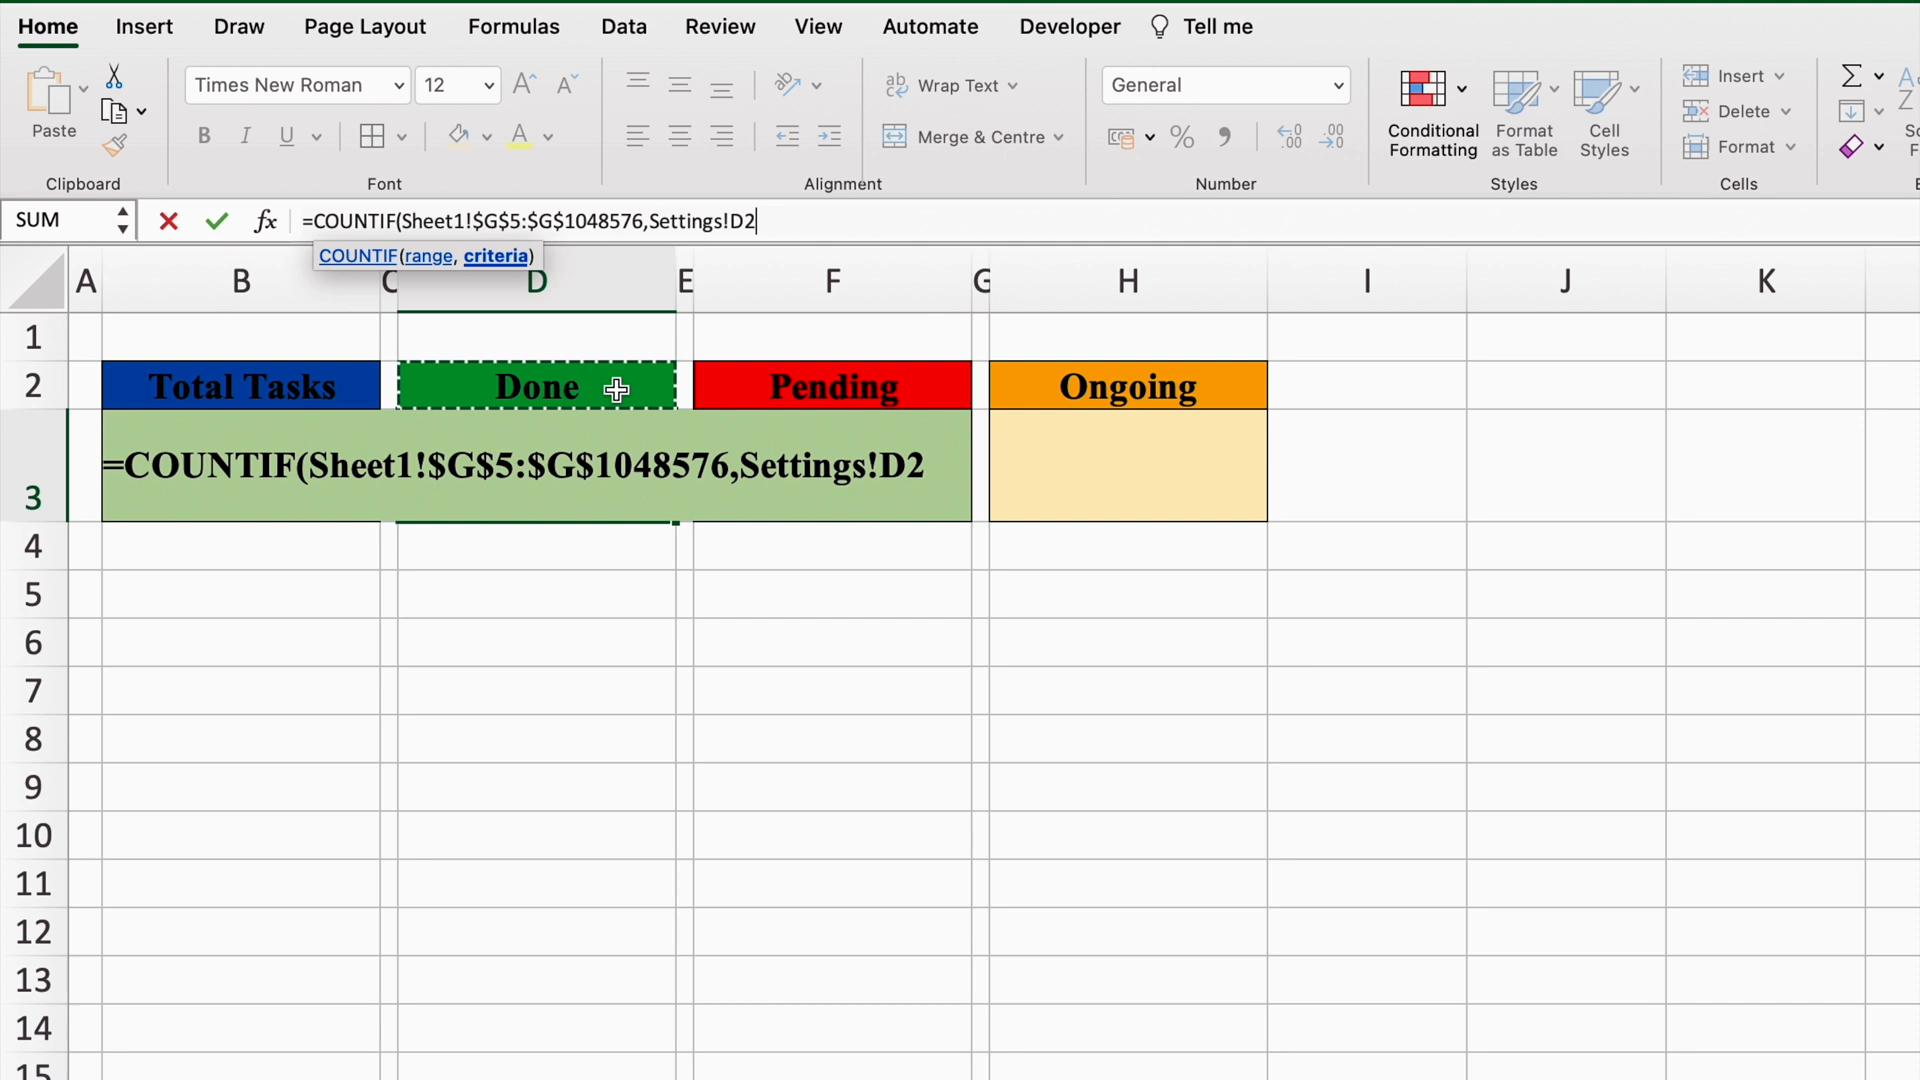 Home Insert Draw Page Layout Formulas Data Review View Automate Developer Tell me
Times New Roman 12 Wrap Text General Insert
Paste Conditional Formatting Format as Table Cell Styles Delete
B I U A Merge & Centre % Format
Clipboard Font Alignment Number Styles Cells
SUM fx =COUNTIF(Sheet1!$G$5:$G$1048576,Settings!D2
COUNTIF(range, criteria)
A B C D E F G H I J K
1
2 Total Tasks Done Pending Ongoing
3 =COUNTIF(Sheet1!$G$5:$G$1048576,Settings!D2
4
5
6
7
8
9
10
11
12
13
14
15